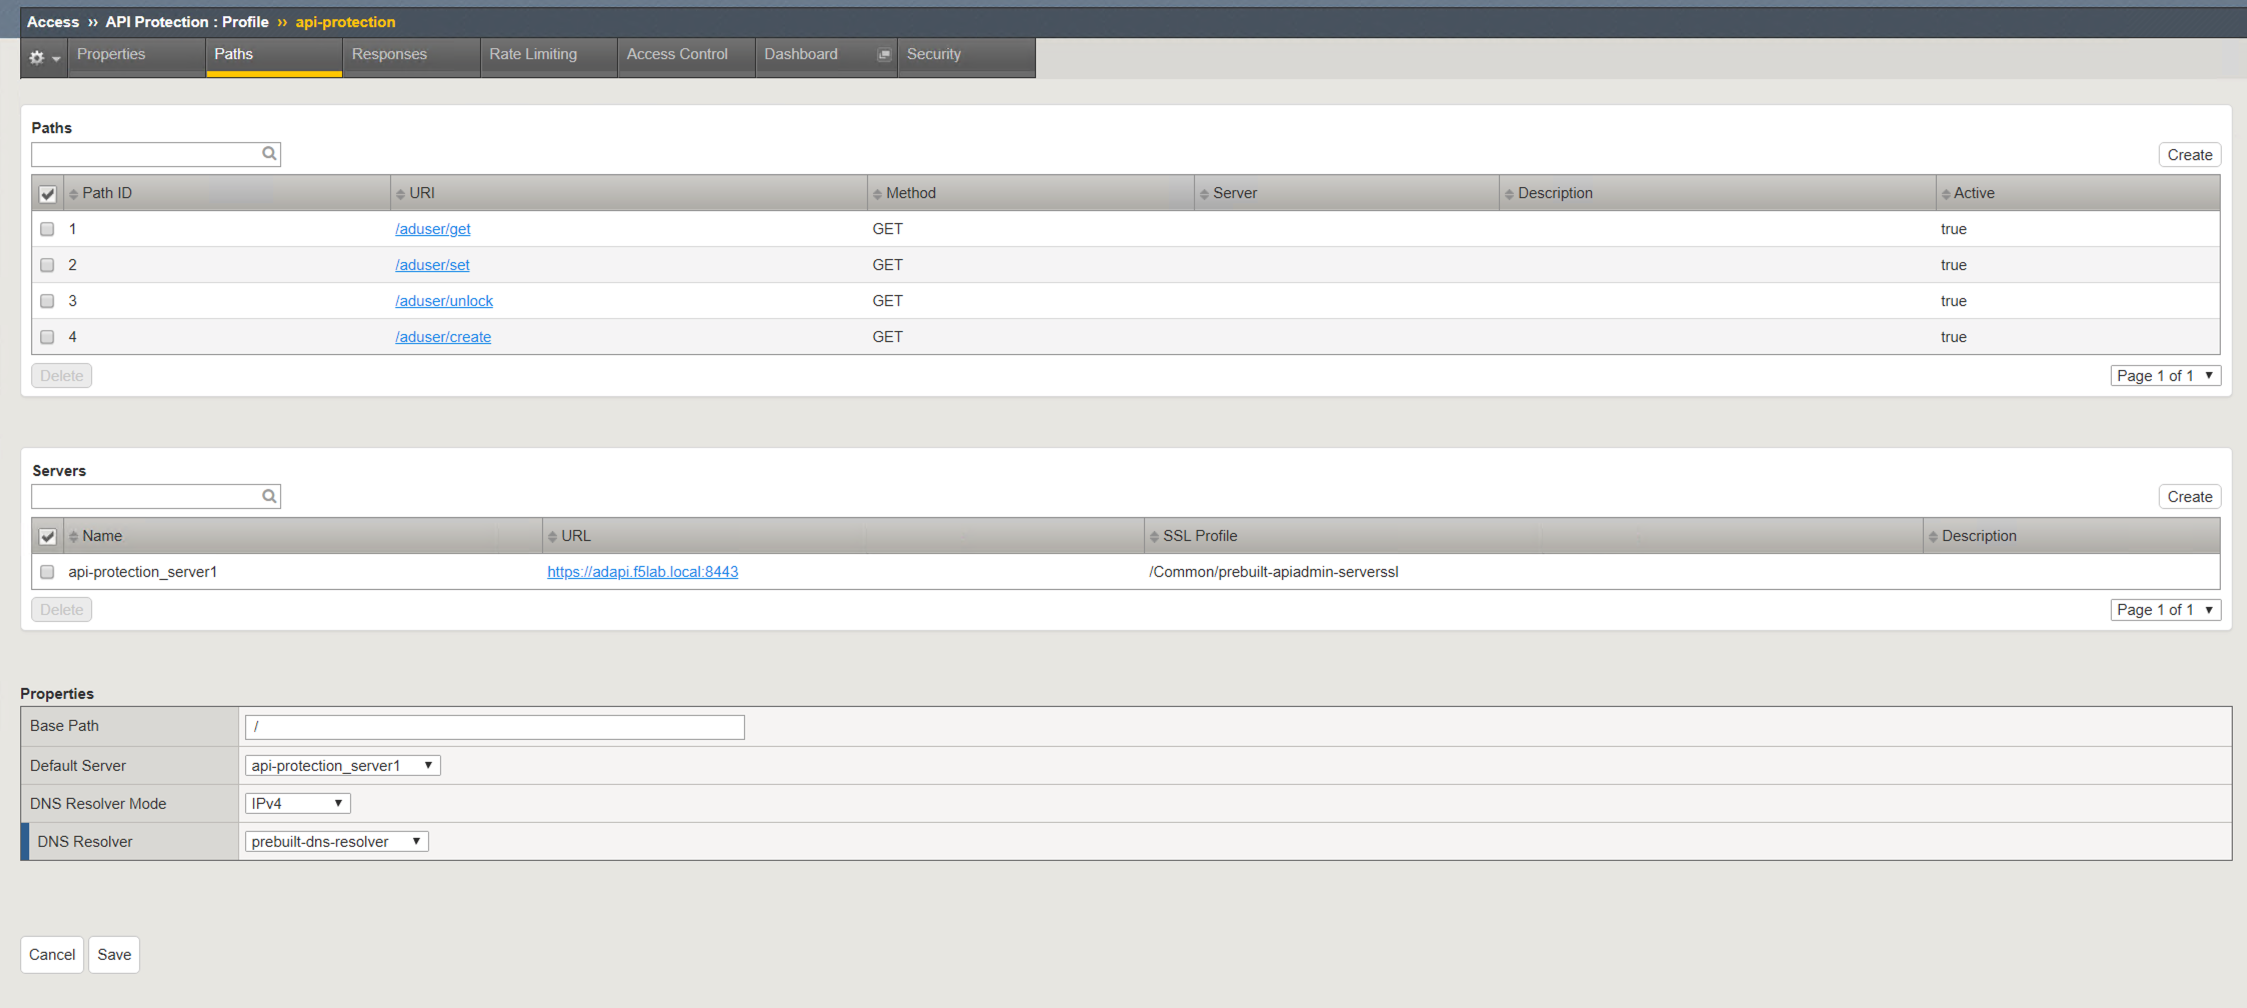 Access ›› API Protection : Profile ›› api-protection
Properties Paths Responses Rate Limiting Access Control Dashboard Security
Paths
Create
Path ID URI Method Server Description Active
1 /aduser/get GET true
2 /aduser/set GET true
3 /aduser/unlock GET true
4 /aduser/create GET true
Delete Page 1 of 1
Servers
Create
Name URL SSL Profile Description
api-protection_server1 https://adapi.f5lab.local:8443 /Common/prebuilt-apiadmin-serverssl
Delete Page 1 of 1
Properties
Base Path /
Default Server api-protection_server1
DNS Resolver Mode IPv4
DNS Resolver prebuilt-dns-resolver
Cancel Save